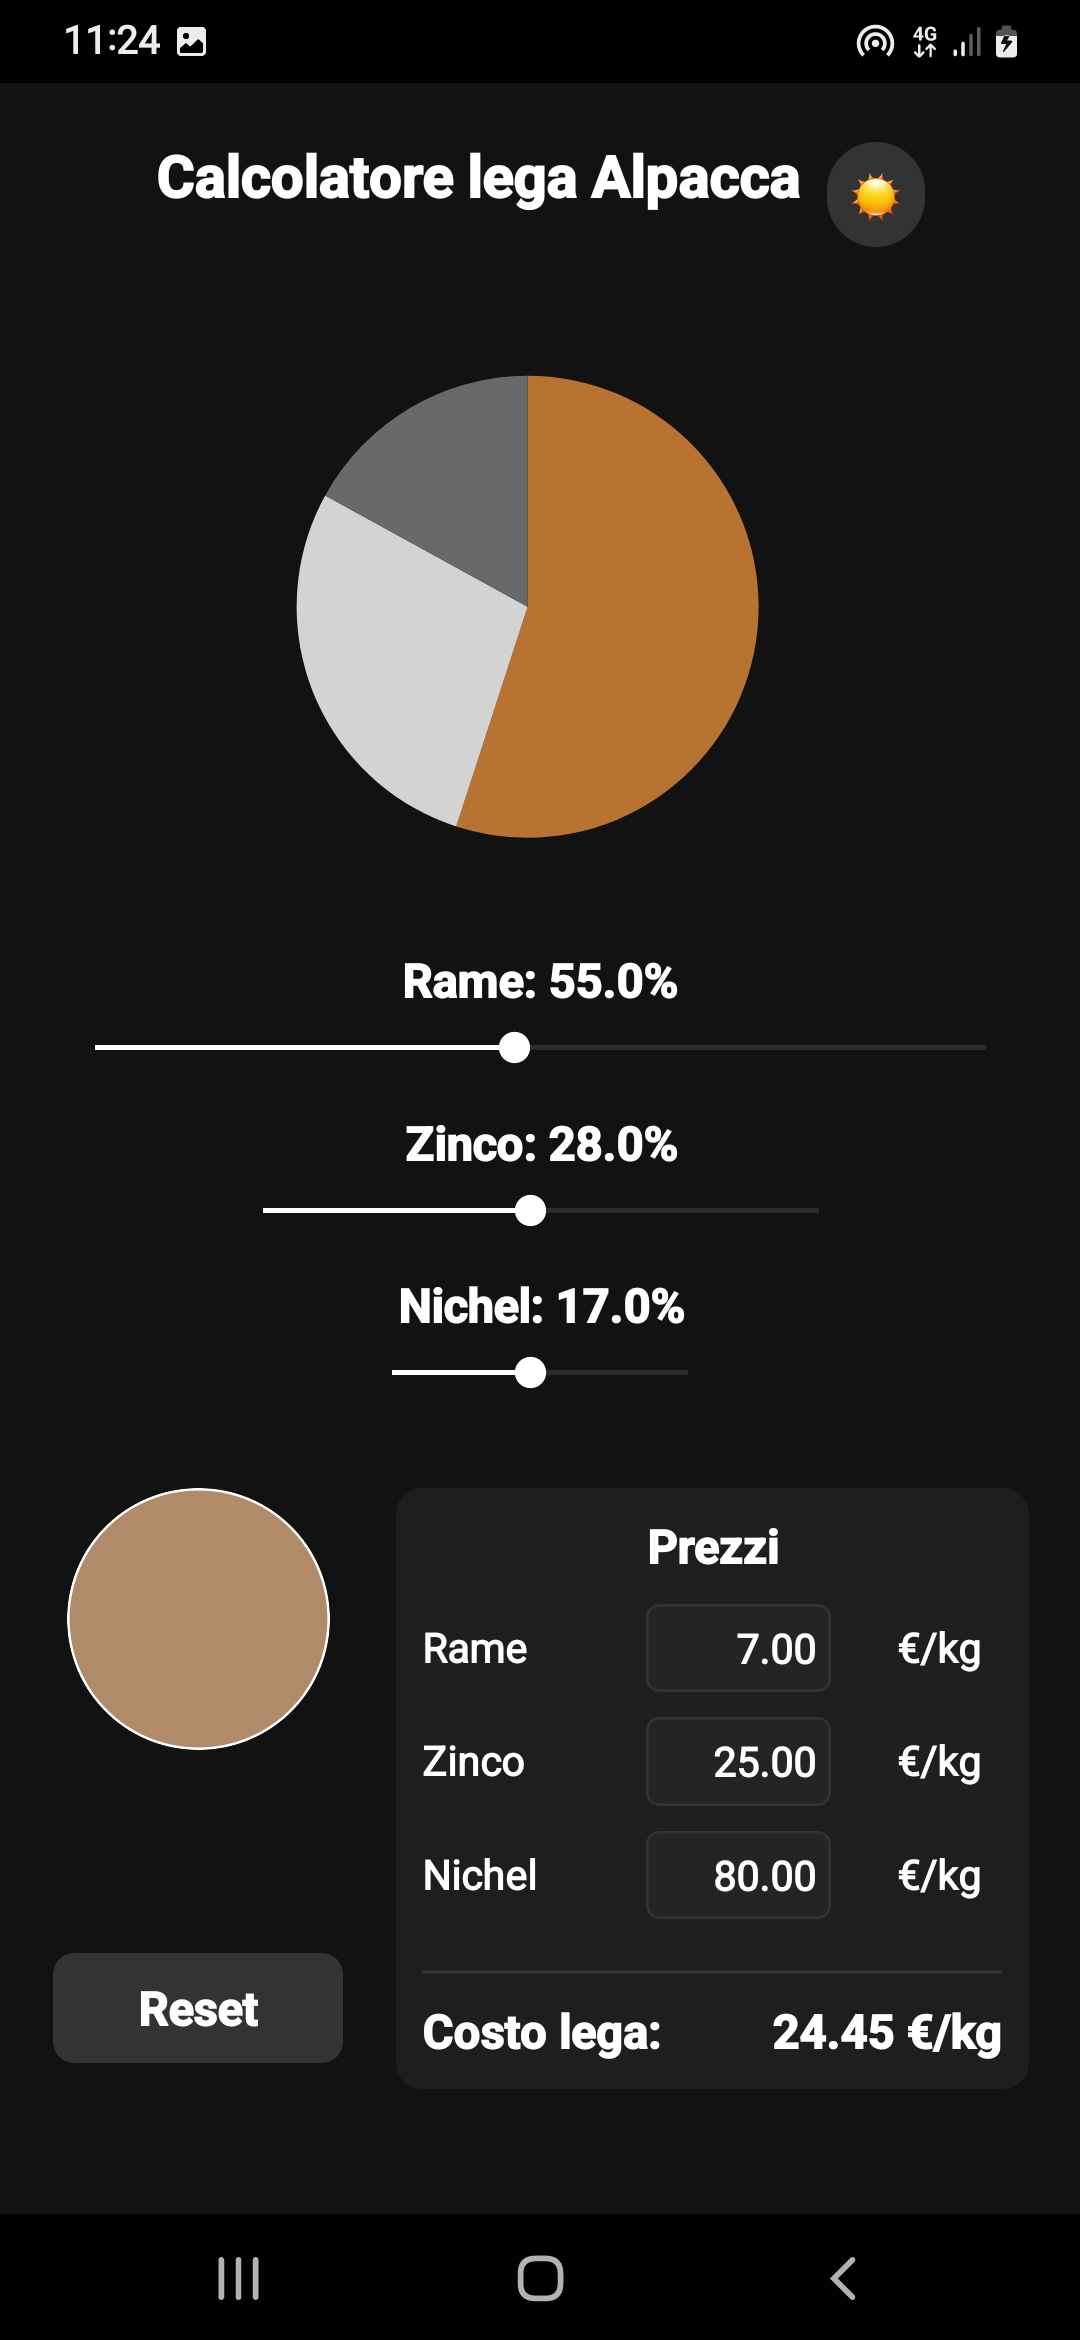 11:24
4G
Calcolatore lega Alpacca
Rame: 55.0%
Zinco: 28.0%
Nichel: 17.0%
Prezzi
Rame 7.00 €/kg
Zinco 25.00 €/kg
Nichel 80.00 €/kg
Reset
Costo lega: 24.45 €/kg